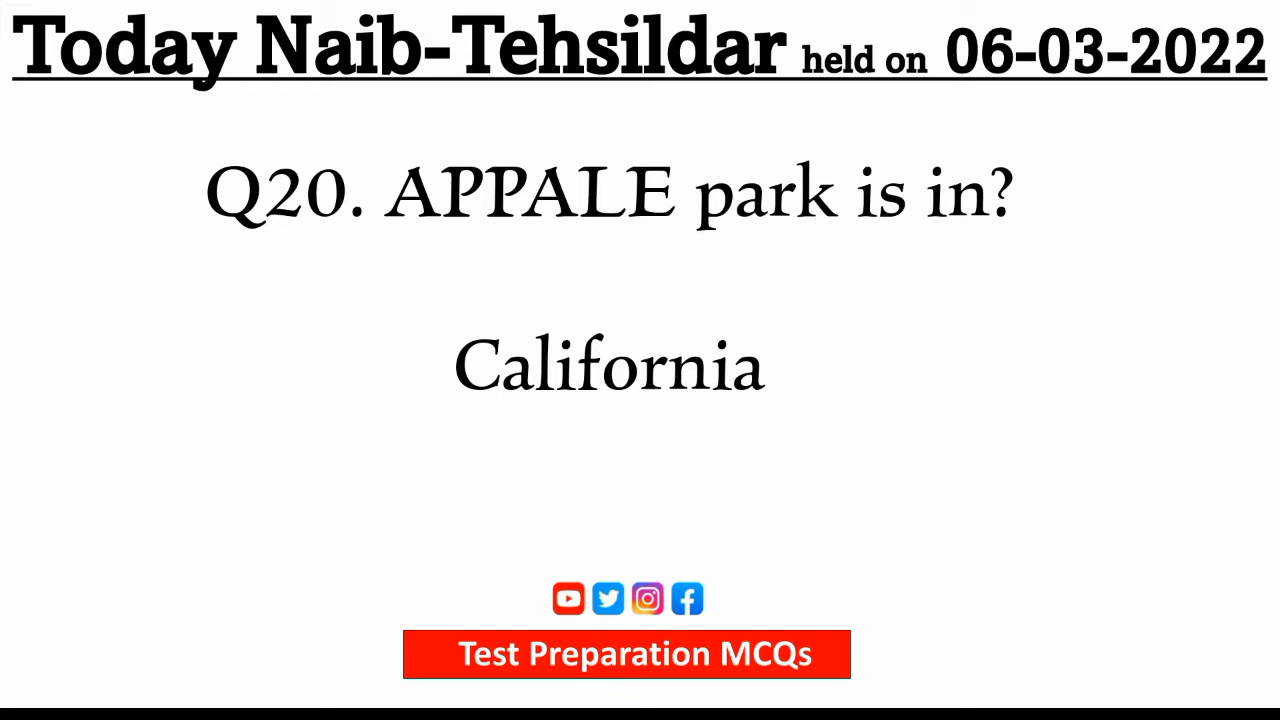 Today Naib-Tehsildar held on 06-03-2022
Q20. APPALE park is in?
California
Test Preparation MCQs